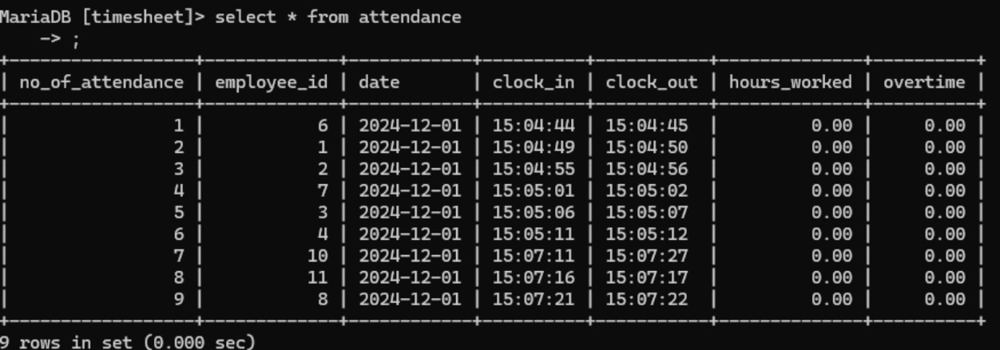 MariaDB [timesheet]> select * from attendance
    -> ;
+------------------+-------------+------------+----------+-----------+--------------+----------+
| no_of_attendance | employee_id | date       | clock_in | clock_out | hours_worked | overtime |
+------------------+-------------+------------+----------+-----------+--------------+----------+
|                1 |           6 | 2024-12-01 | 15:04:44 | 15:04:45  |         0.00 |     0.00 |
|                2 |           1 | 2024-12-01 | 15:04:49 | 15:04:50  |         0.00 |     0.00 |
|                3 |           2 | 2024-12-01 | 15:04:55 | 15:04:56  |         0.00 |     0.00 |
|                4 |           7 | 2024-12-01 | 15:05:01 | 15:05:02  |         0.00 |     0.00 |
|                5 |           3 | 2024-12-01 | 15:05:06 | 15:05:07  |         0.00 |     0.00 |
|                6 |           4 | 2024-12-01 | 15:05:11 | 15:05:12  |         0.00 |     0.00 |
|                7 |          10 | 2024-12-01 | 15:07:11 | 15:07:27  |         0.00 |     0.00 |
|                8 |          11 | 2024-12-01 | 15:07:16 | 15:07:17  |         0.00 |     0.00 |
|                9 |           8 | 2024-12-01 | 15:07:21 | 15:07:22  |         0.00 |     0.00 |
+------------------+-------------+------------+----------+-----------+--------------+----------+
9 rows in set (0.000 sec)